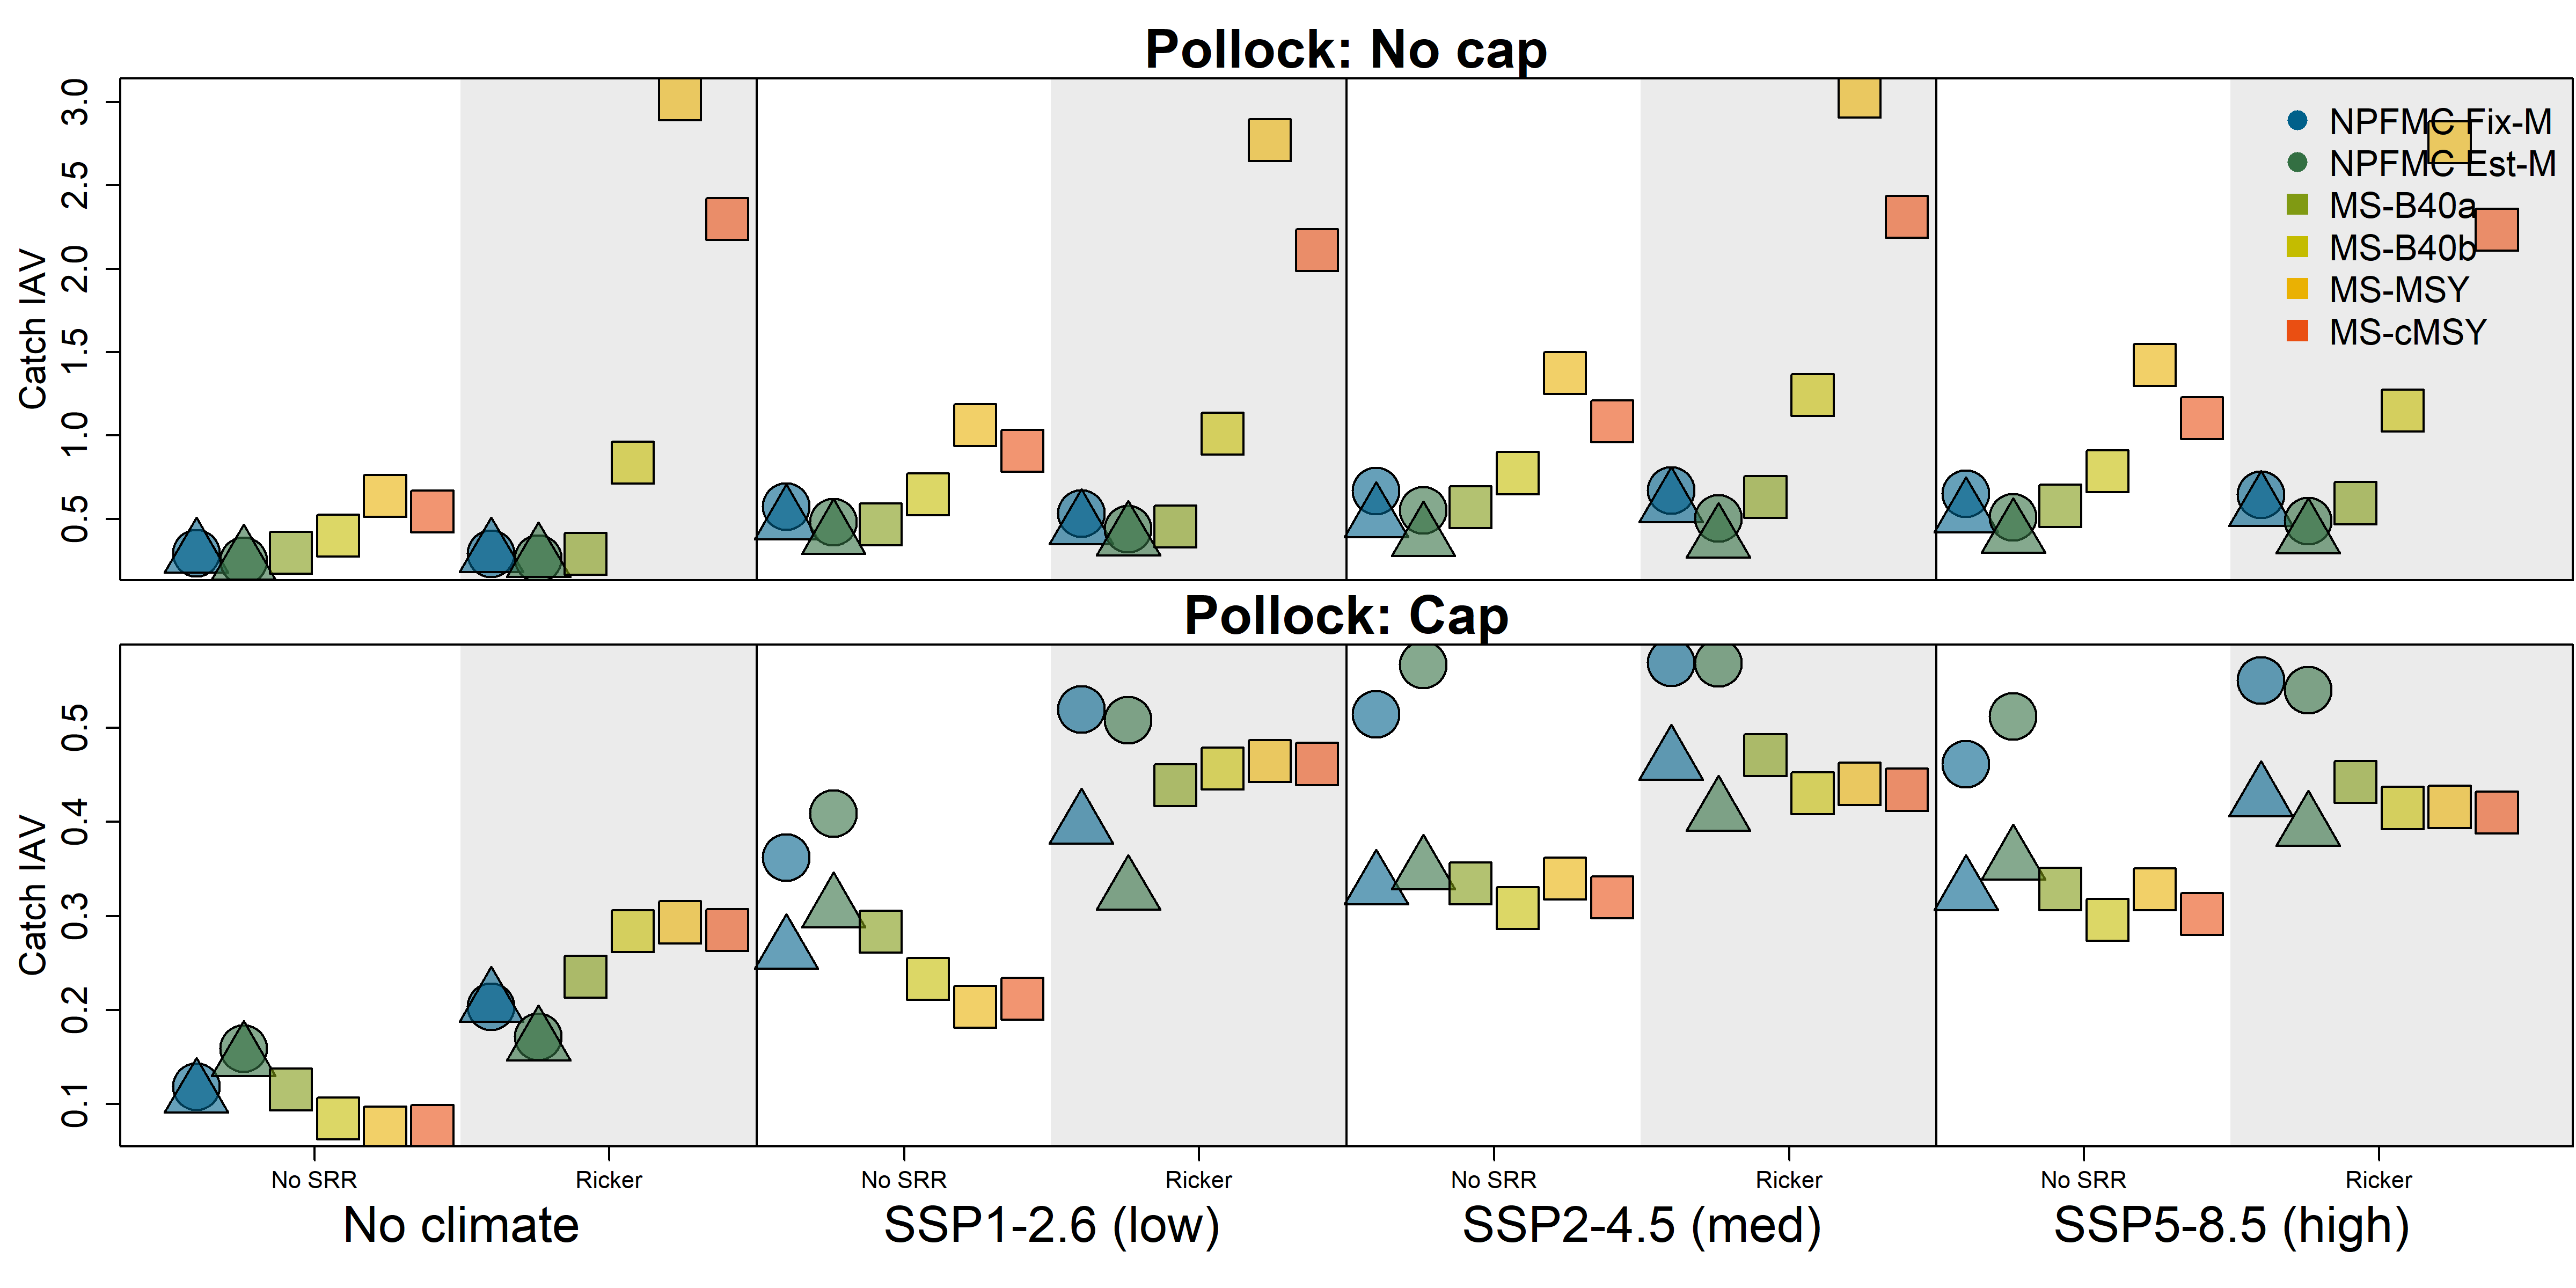 Pollock: No cap
Catch IAV
3.0
2.5
2.0
1.5
1.0
0.5
NPFMC Fix-M
NPFMC Est-M
MS-B40a
MS-B40b
MS-MSY
MS-cMSY
Pollock: Cap
Catch IAV
0.5
0.4
0.3
0.2
0.1
No SRR Ricker No SRR Ricker No SRR Ricker No SRR Ricker
No climate SSP1-2.6 (low) SSP2-4.5 (med) SSP5-8.5 (high)